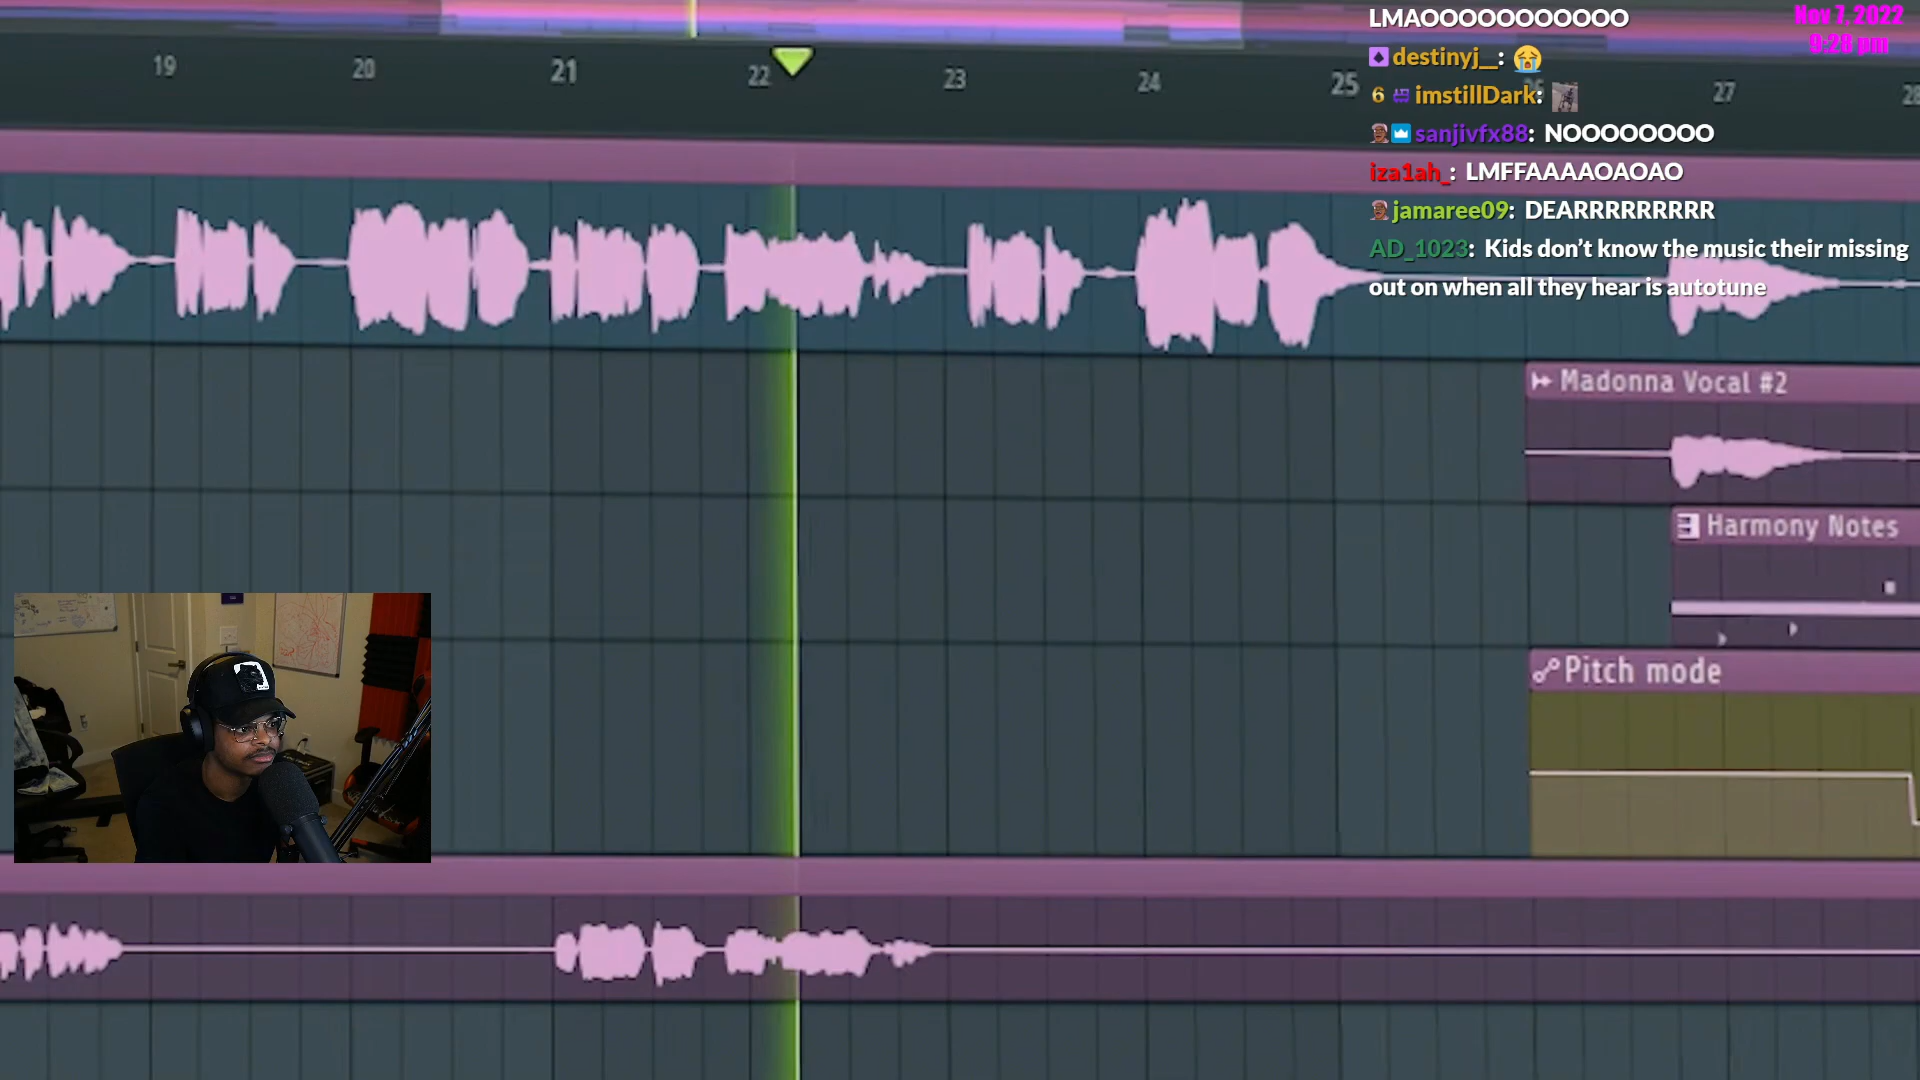 LMAOOOOOOOOOOO
Nov 7, 2022
9:28 pm
destinyj__: 😭
6 imstillDark:
sanjivfx88: NOOOOOOOO
iza1ah_: LMFFAAAAOAOAO
jamaree09: DEARRRRRRRRR
AD_1023: Kids don't know the music their missing
out on when all they hear is autotune
19 20 21 22 23 24 25 27 28
Madonna Vocal #2
Harmony Notes
Pitch mode